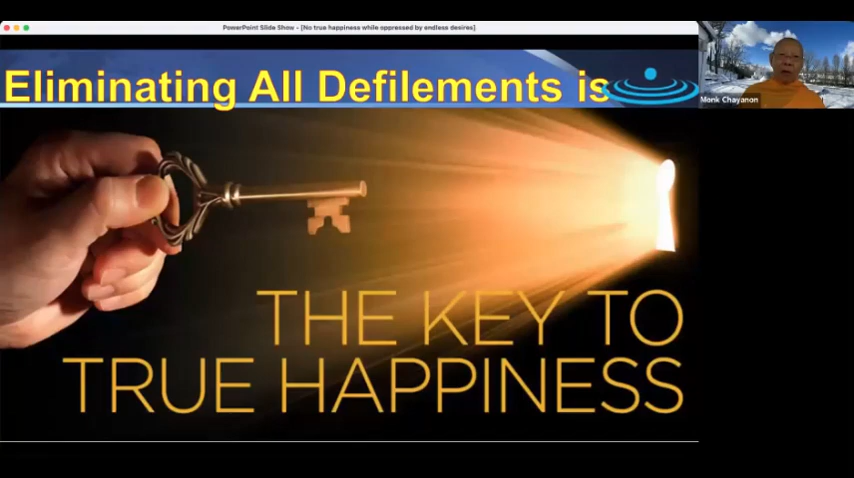 PowerPoint Slide Show - [No true happiness while oppressed by endless desires]
Eliminating All Defilements is
Monk Chayanon
THE KEY TO
TRUE HAPPINESS